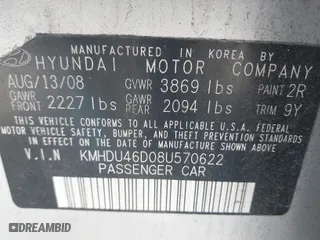 MANUFACTURED IN KOREA BY
HYUNDAI MOTOR COMPANY
AUG/13/08 GVWR 3869 lbs PAINT 2R
GAWR FRONT 2227 lbs GAWR REAR 2094 lbs TRIM 9Y
THIS VEHICLE CONFORMS TO ALL APPLICABLE
FEDERAL MOTOR VEHICLE SAFETY, BUMPER,
AND THEFT PREVENTION STANDARDS IN EFFECT
ON THE DATE OF MANUFACTURE SHOWN ABOVE.
V.I.N KMHDU46D08U570622
PASSENGER CAR
DREAMBID
dreambid.com